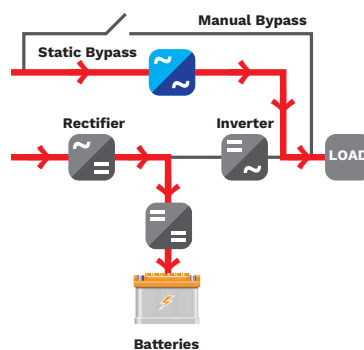 Manual Bypass
Static Bypass
Rectifier
Inverter
LOAD
Batteries